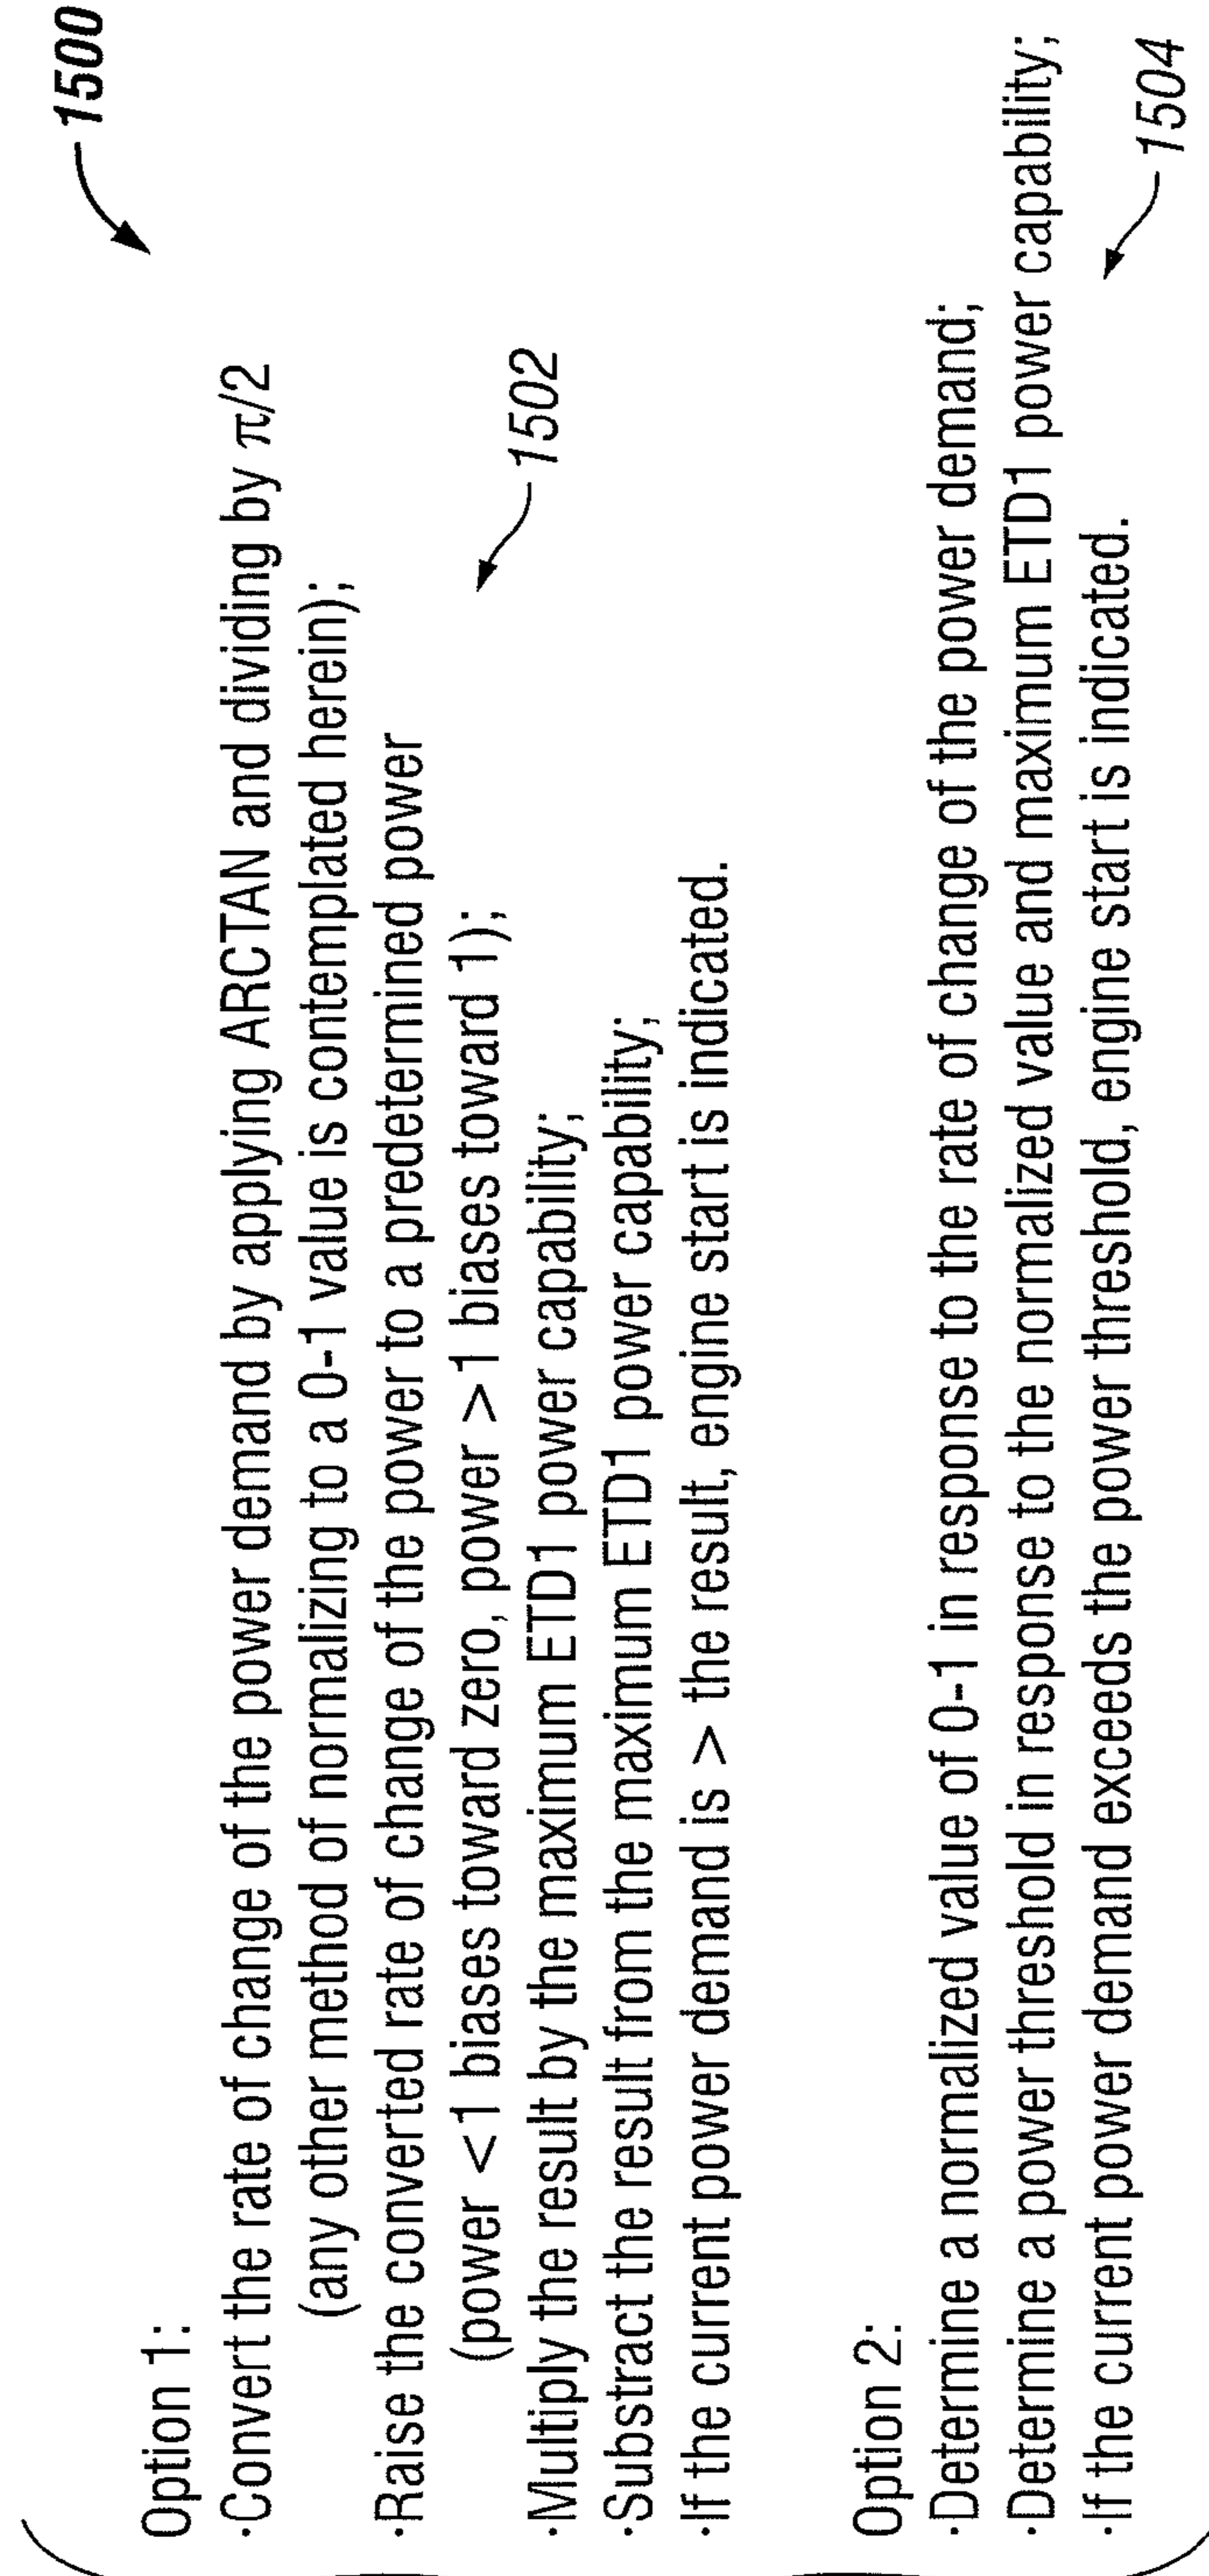 1500
Option 1:
·Convert the rate of change of the power demand by applying ARCTAN and dividing by π/2
(any other method of normalizing to a 0-1 value is contemplated herein);
·Raise the converted rate of change of the power to a predetermined power
(power <1 biases toward zero, power >1 biases toward 1);
·Multiply the result by the maximum ETD1 power capability;
·Substract the result from the maximum ETD1 power capability;
·If the current power demand is > the result, engine start is indicated.
1502
Option 2:
·Determine a normalized value of 0-1 in response to the rate of change of the power demand;
·Determine a power threshold in response to the normalized value and maximum ETD1 power capability;
·If the current power demand exceeds the power threshold, engine start is indicated.
1504